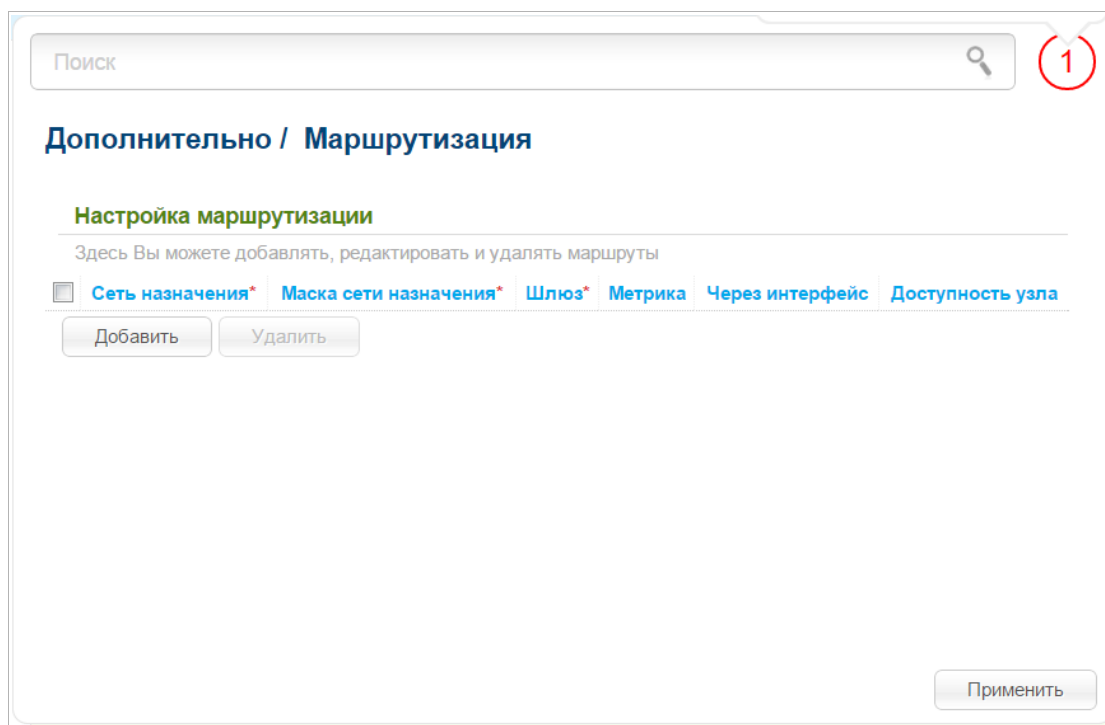 Поиск
1
Дополнительно / Маршрутизация
Настройка маршрутизации
Здесь Вы можете добавлять, редактировать и удалять маршруты
Сеть назначения* Маска сети назначения* Шлюз* Метрика Через интерфейс Доступность узла
Добавить Удалить
Применить